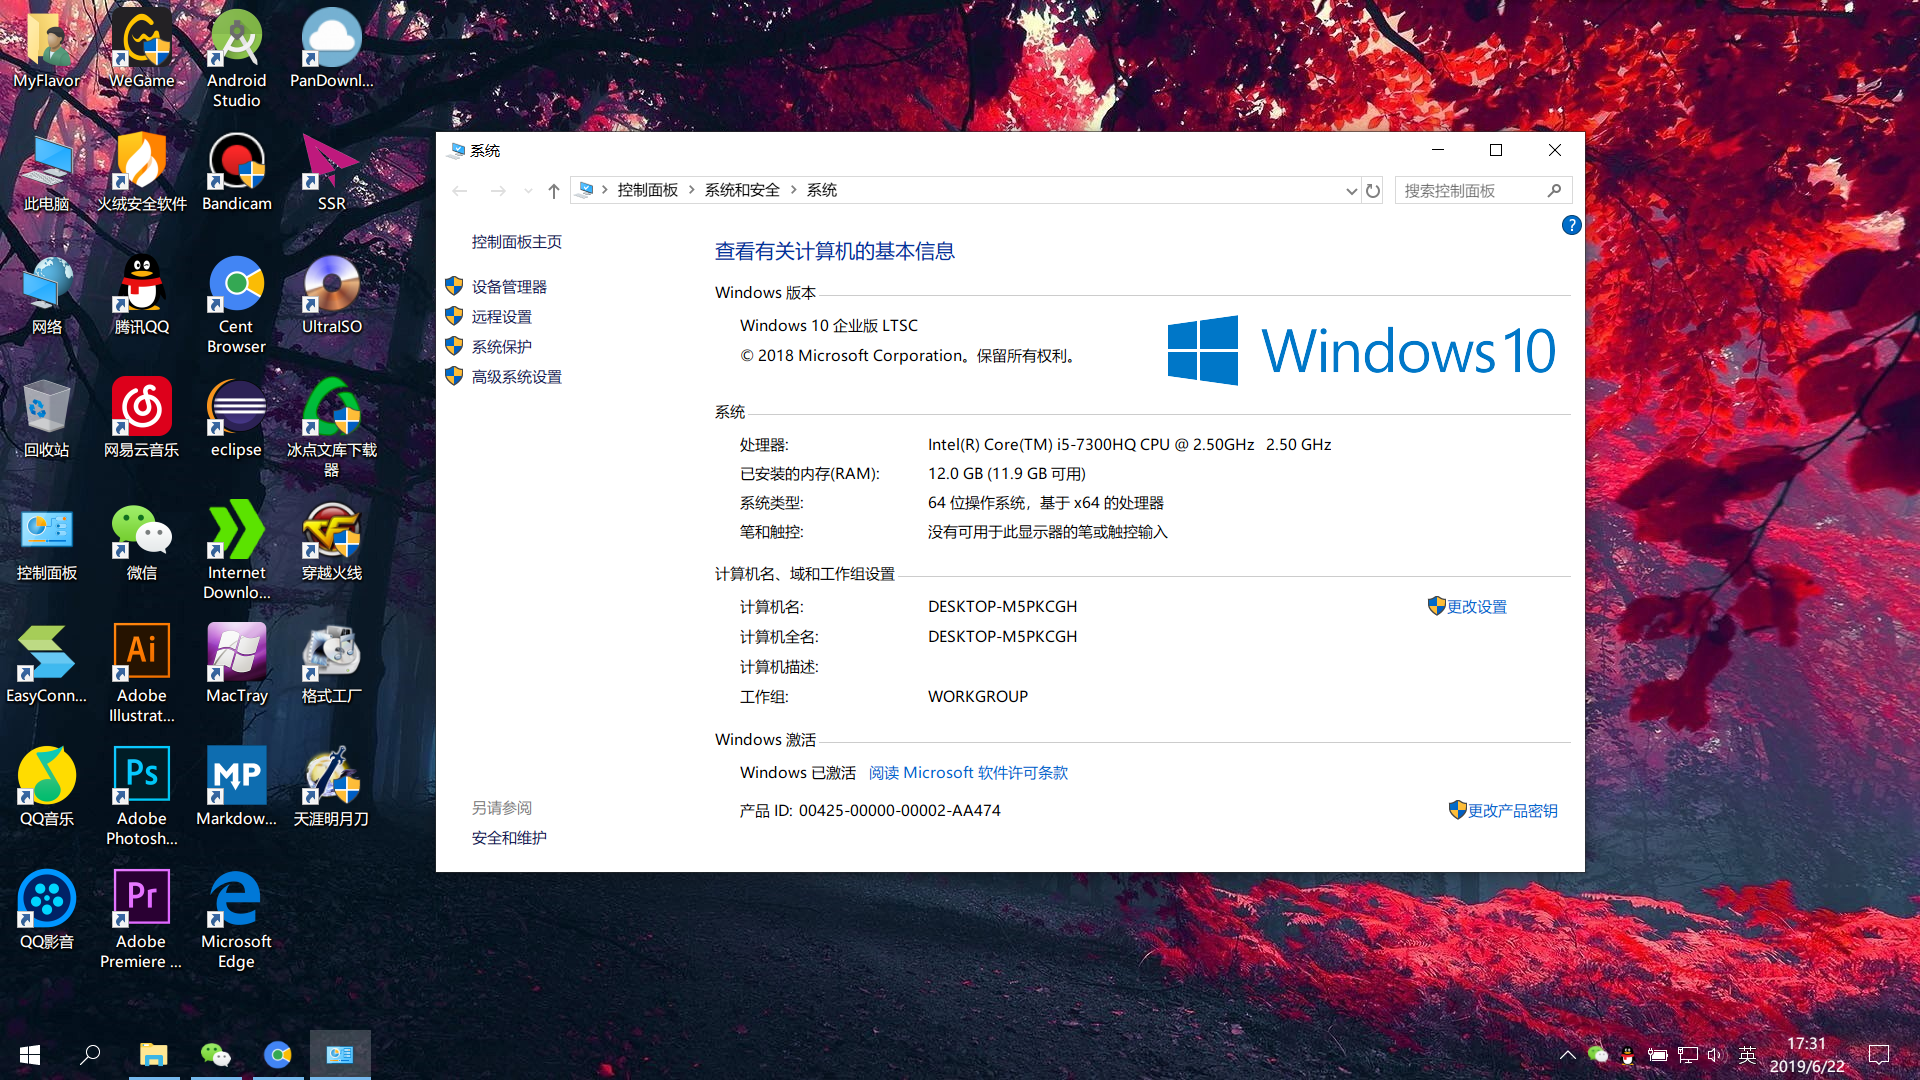 MyFlavor
WeGame
Android
Studio
PanDownl...
此电脑
火绒安全软件
Bandicam
SSR
网络
腾讯QQ
Cent
Browser
UltraISO
回收站
网易云音乐
eclipse
冰点文库下载
器
控制面板
微信
Internet
Downlo...
穿越火线
EasyConn...
Ai
Adobe
Illustrat...
MacTray
格式工厂
QQ音乐
Ps
Adobe
Photosh...
MP
Markdow...
天涯明月刀
QQ影音
Pr
Adobe
Premiere ...
Microsoft
Edge
系统
控制面板 系统和安全 系统
搜索控制面板
?
控制面板主页
设备管理器
远程设置
系统保护
高级系统设置
另请参阅
安全和维护
查看有关计算机的基本信息
Windows 版本
Windows 10 企业版 LTSC
© 2018 Microsoft Corporation。保留所有权利。
Windows 10
系统
处理器: Intel(R) Core(TM) i5-7300HQ CPU @ 2.50GHz 2.50 GHz
已安装的内存(RAM): 12.0 GB (11.9 GB 可用)
系统类型: 64 位操作系统，基于 x64 的处理器
笔和触控: 没有可用于此显示器的笔或触控输入
计算机名、域和工作组设置
计算机名: DESKTOP-M5PKCGH 更改设置
计算机全名: DESKTOP-M5PKCGH
计算机描述:
工作组: WORKGROUP
Windows 激活
Windows 已激活 阅读 Microsoft 软件许可条款
产品 ID: 00425-00000-00002-AA474 更改产品密钥
英
17:31
2019/6/22